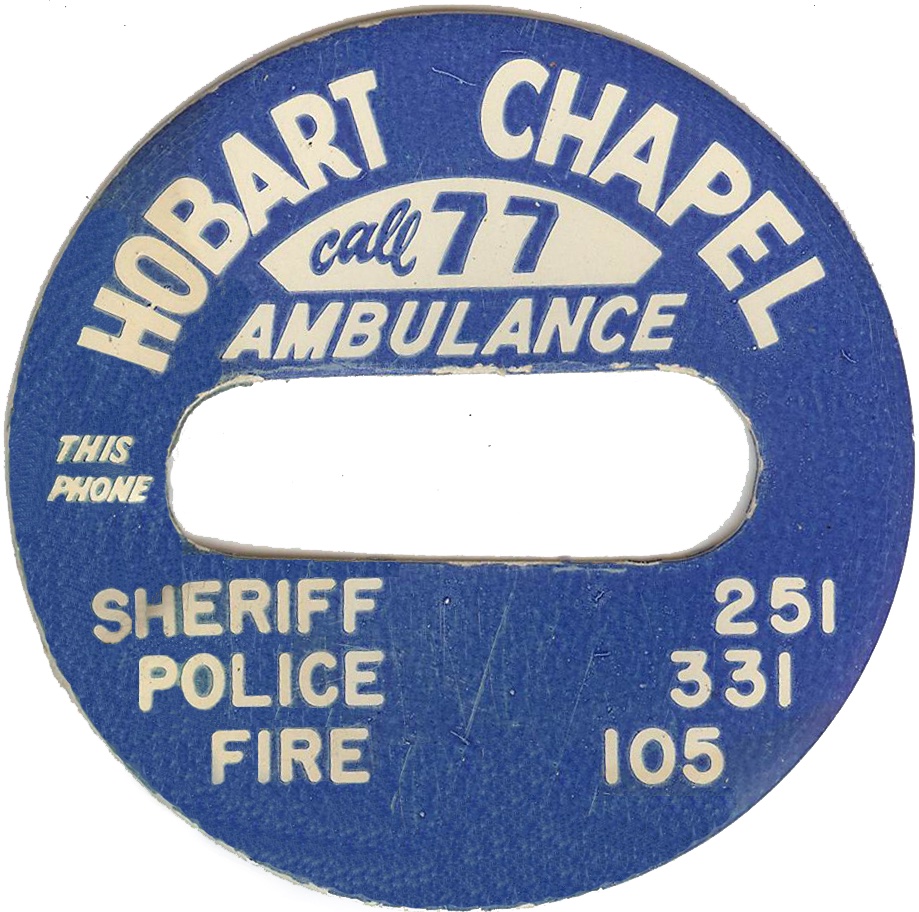 HOBART CHAPEL
call 77
AMBULANCE
THIS
PHONE
SHERIFF 251
POLICE 331
FIRE 105